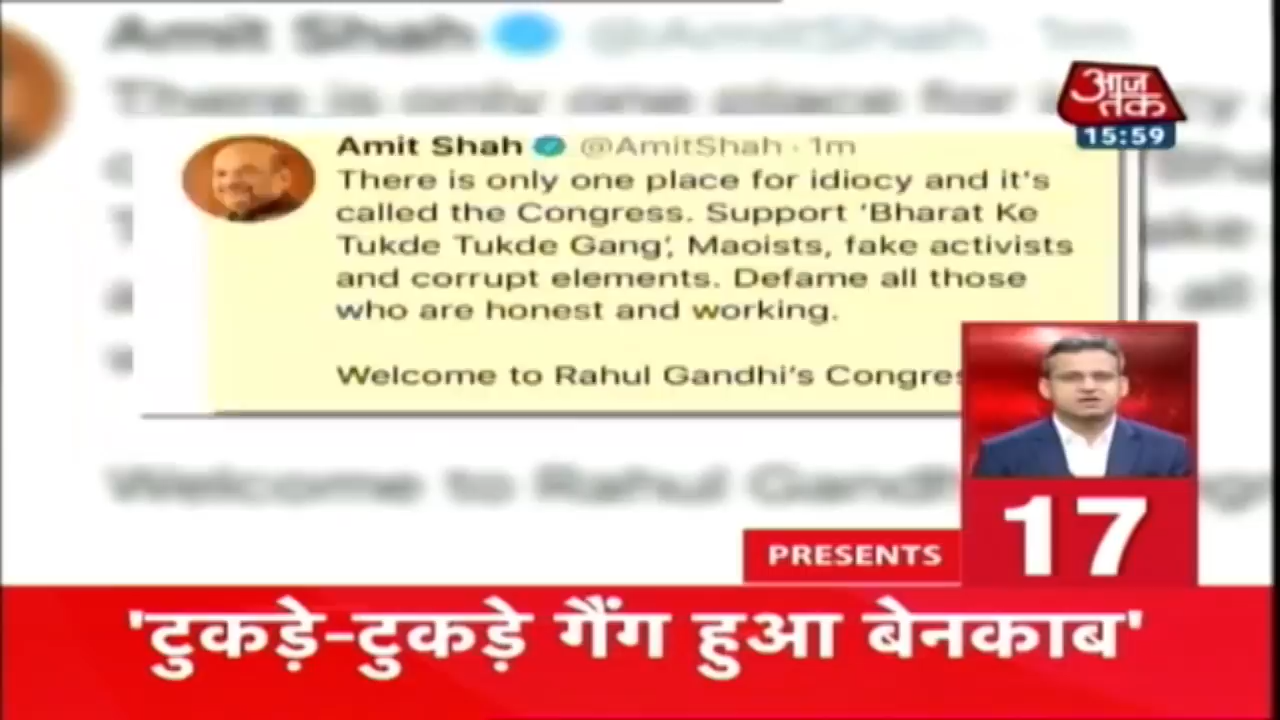 Amit Shah @AmitShah · 1m
There is only one place for idiocy and it's
called the Congress. Support 'Bharat Ke
Tukde Tukde Gang', Maoists, fake activists
and corrupt elements. Defame all those
who are honest and working.
Welcome to Rahul Gandhi's Congres
आज
तक
15:59
17
PRESENTS
'टुकड़े-टुकड़े गैंग हुआ बेनकाब'